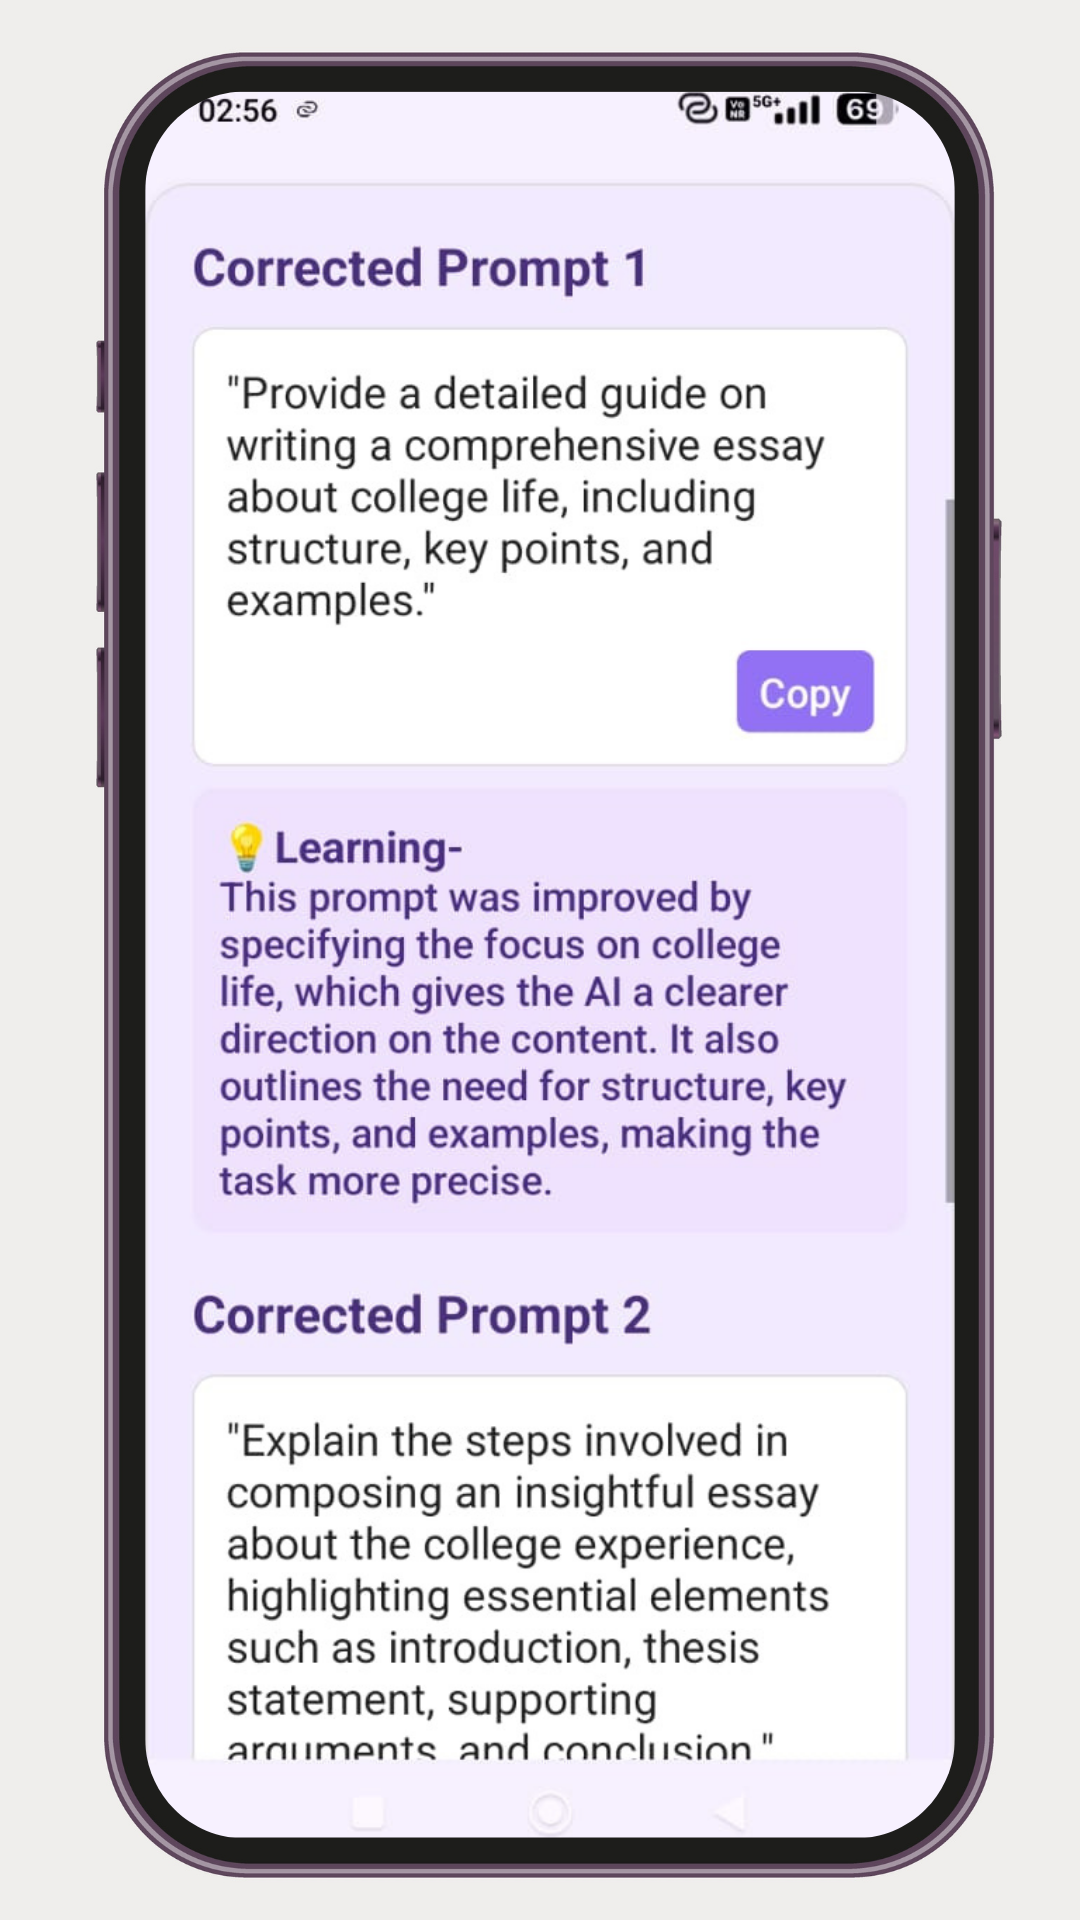 02:56
Vo
NR
5G+
69
Corrected Prompt 1
"Provide a detailed guide on
writing a comprehensive essay
about college life, including
structure, key points, and
examples."
Copy
💡Learning-
This prompt was improved by
specifying the focus on college
life, which gives the AI a clearer
direction on the content. It also
outlines the need for structure, key
points, and examples, making the
task more precise.
Corrected Prompt 2
"Explain the steps involved in
composing an insightful essay
about the college experience,
highlighting essential elements
such as introduction, thesis
statement, supporting
arguments, and conclusion."